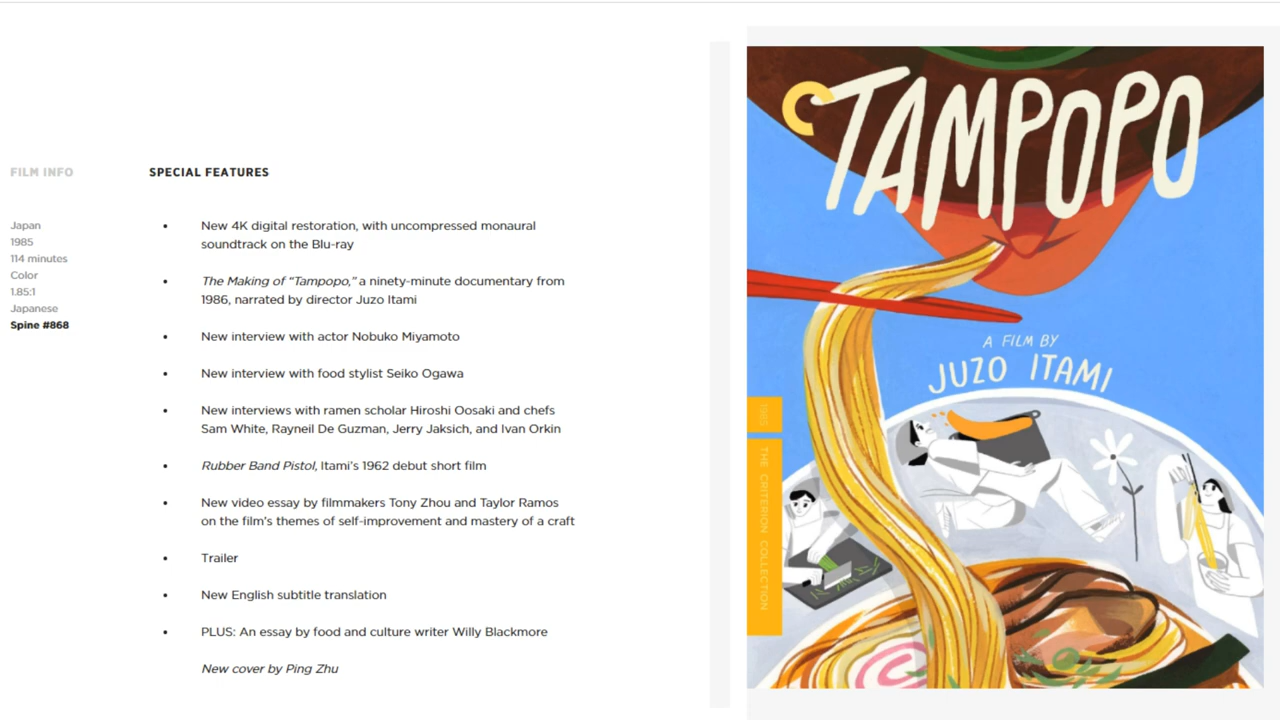 FILM INFO
Japan
1985
114 minutes
Color
1.85:1
Japanese
Spine #868
SPECIAL FEATURES
• New 4K digital restoration, with uncompressed monaural
soundtrack on the Blu-ray
• The Making of “Tampopo,” a ninety-minute documentary from
1986, narrated by director Juzo Itami
• New interview with actor Nobuko Miyamoto
• New interview with food stylist Seiko Ogawa
• New interviews with ramen scholar Hiroshi Oosaki and chefs
Sam White, Rayneil De Guzman, Jerry Jaksich, and Ivan Orkin
• Rubber Band Pistol, Itami’s 1962 debut short film
• New video essay by filmmakers Tony Zhou and Taylor Ramos
on the film’s themes of self-improvement and mastery of a craft
• Trailer
• New English subtitle translation
• PLUS: An essay by food and culture writer Willy Blackmore
New cover by Ping Zhu
TAMPOPO
A FILM BY
JUZO ITAMI
THE CRITERION COLLECTION